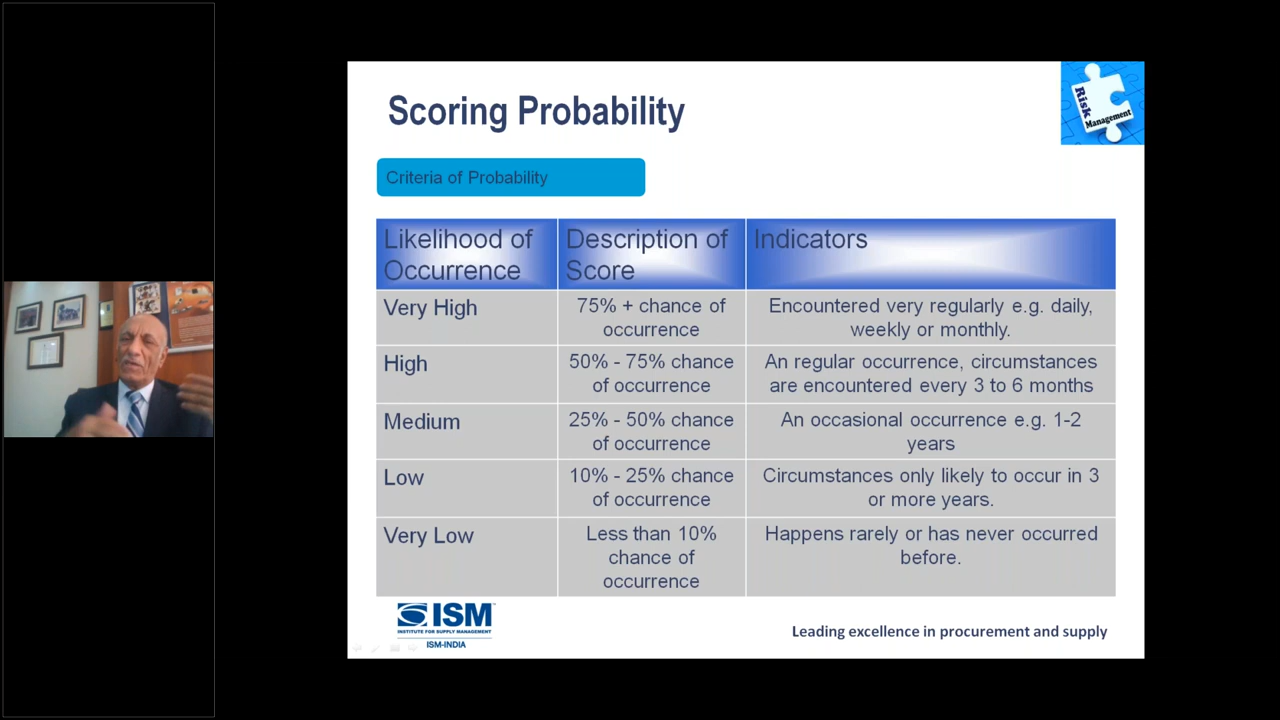 Scoring Probability
Risk
Management
Criteria of Probability
Likelihood of
Occurrence
Description of
Score
Indicators
Very High
75% + chance of
occurrence
Encountered very regularly e.g. daily,
weekly or monthly.
High
50% - 75% chance
of occurrence
An regular occurrence, circumstances
are encountered every 3 to 6 months
Medium
25% - 50% chance
of occurrence
An occasional occurrence e.g. 1-2
years
Low
10% - 25% chance
of occurrence
Circumstances only likely to occur in 3
or more years.
Very Low
Less than 10%
chance of
occurrence
Happens rarely or has never occurred
before.
ISM
INSTITUTE FOR SUPPLY MANAGEMENT
ISM-INDIA
Leading excellence in procurement and supply